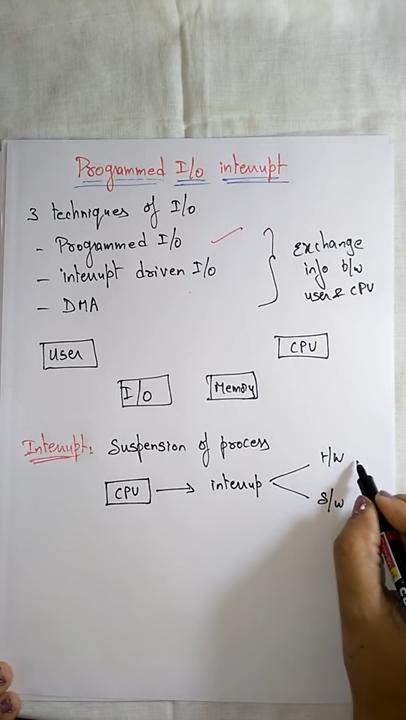 Programmed I/O interrupt
3 techniques of I/O
- Programmed I/O
- interrupt driven I/O
- DMA
Exchange
info b/w
user & CPU
User
CPU
I/O
Memory
Interrupt: Suspension of process
CPU → interrup
H/W
S/W